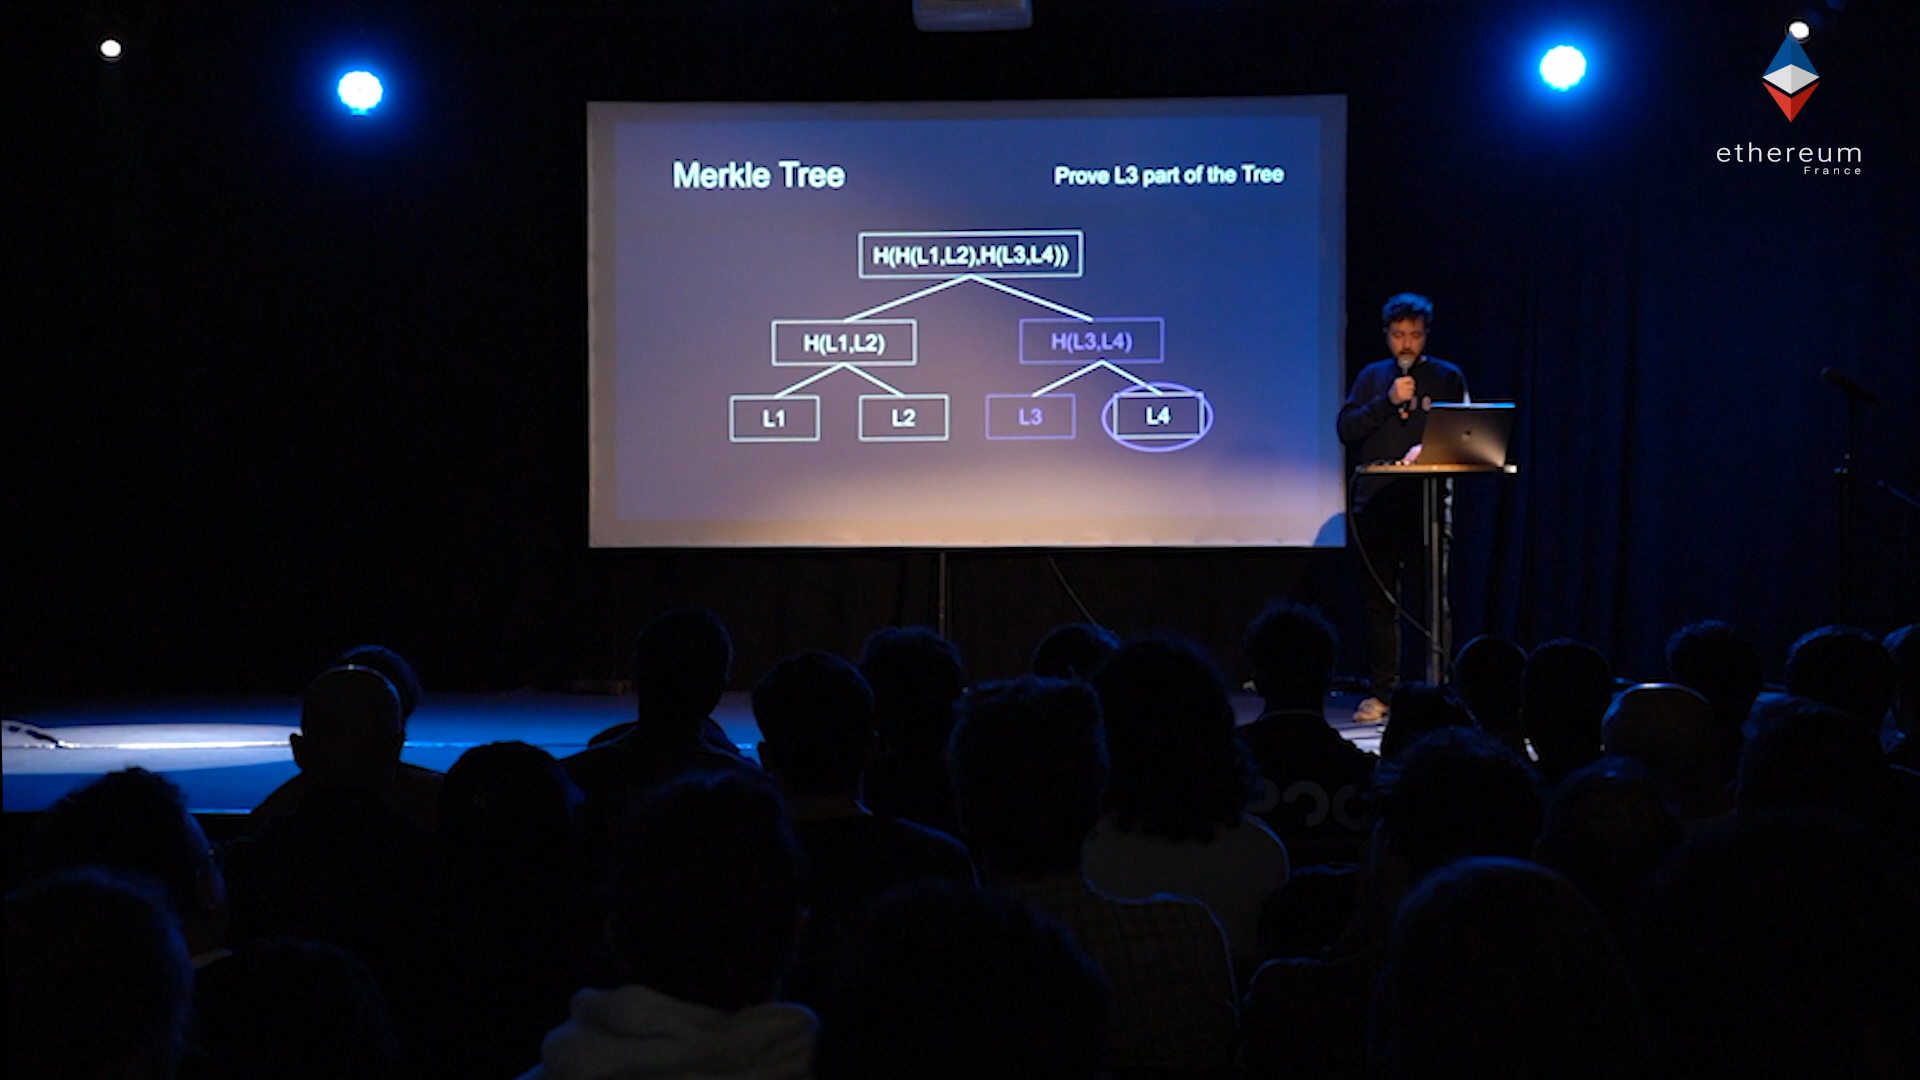 Merkle Tree
Prove L3 part of the Tree
H(H(L1,L2),H(L3,L4))
H(L1,L2)
H(L3,L4)
L1
L2
L3
L4
ethereum
France